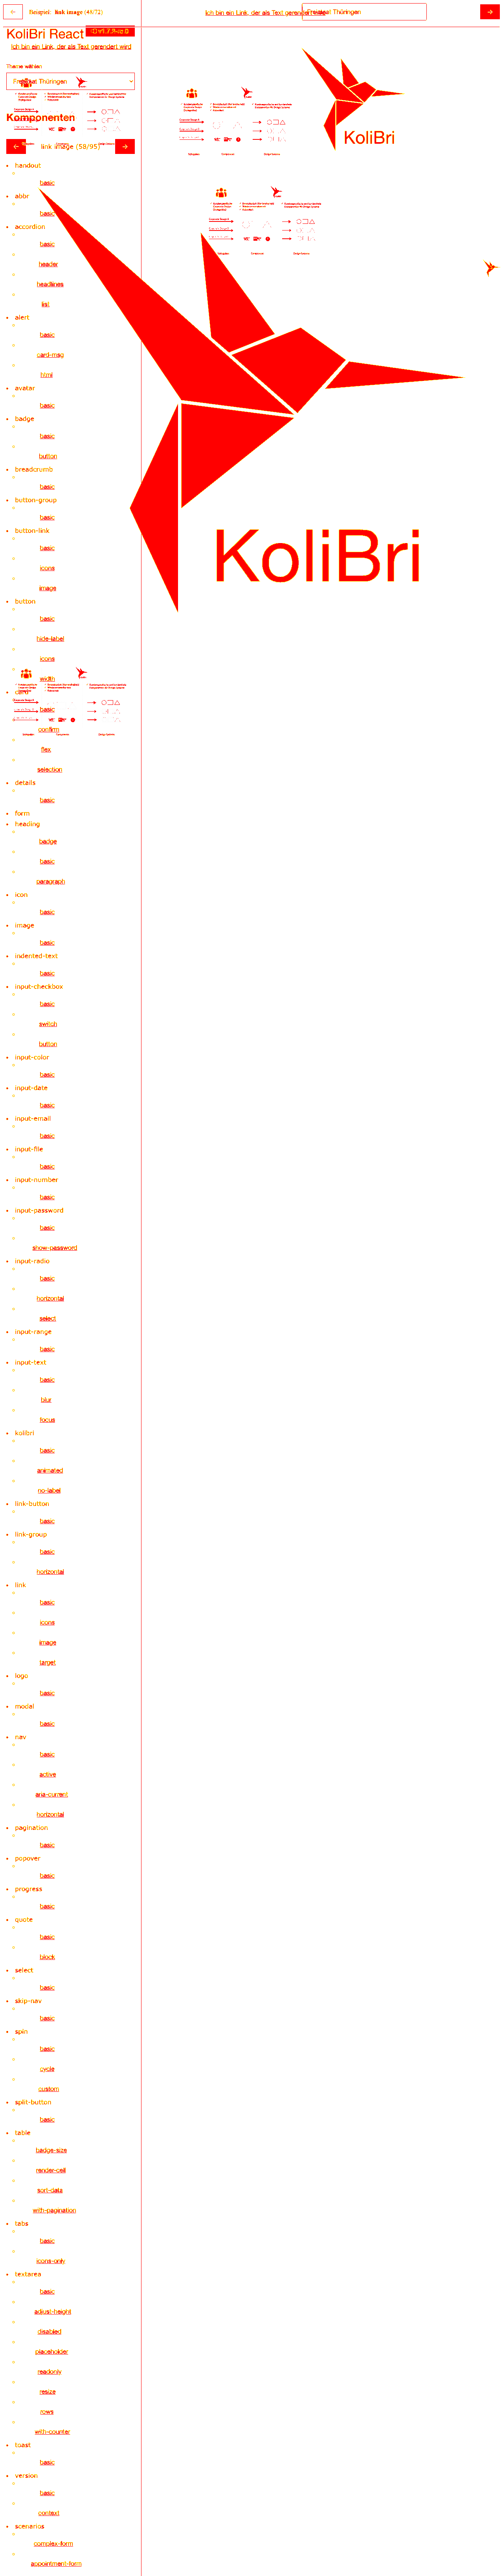 Beispiel: link image (49/72)
Ich bin ein Link, der als Text gerendert wird
Freistaat Thüringen
KoliBri React
Ich bin ein Link, der als Text gerendert wird
Theme wählen
Freistaat Thüringen
Komponenten
link image (58/95)
KoliBri
KoliBri
handout
basic
abbr
basic
accordion
basic
header
headlines
list
alert
basic
card-msg
html
avatar
basic
badge
basic
button
breadcrumb
basic
button-group
basic
button-link
basic
icons
image
button
basic
hide-label
icons
width
card
basic
confirm
flex
selection
details
basic
form
heading
badge
basic
paragraph
icon
basic
image
basic
indented-text
basic
input-checkbox
basic
switch
button
input-color
basic
input-date
basic
input-email
basic
input-file
basic
input-number
basic
input-password
basic
show-password
input-radio
basic
horizontal
select
input-range
basic
input-text
basic
blur
focus
kolibri
basic
animated
no-label
link-button
basic
link-group
basic
horizontal
link
basic
icons
image
target
logo
basic
modal
basic
nav
basic
active
aria-current
horizontal
pagination
basic
popover
basic
progress
basic
quote
basic
block
select
basic
skip-nav
basic
spin
basic
cycle
custom
split-button
basic
table
badge-size
render-cell
sort-data
with-pagination
tabs
basic
icons-only
textarea
basic
adjust-height
disabled
placeholder
readonly
resize
rows
with-counter
toast
basic
version
basic
context
scenarios
complex-form
appointment-form